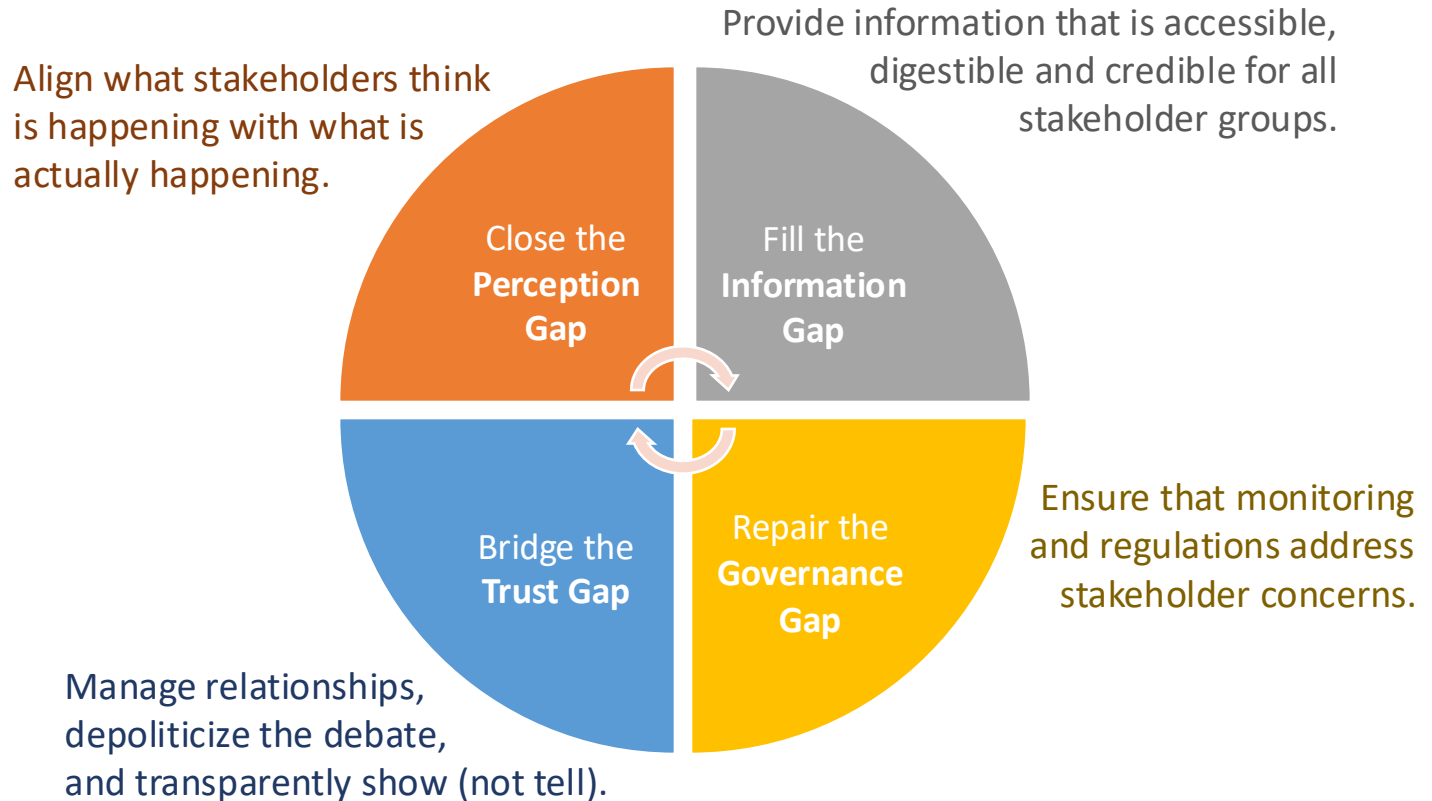 Align what stakeholders think
is happening with what is
actually happening.
Provide information that is accessible,
digestible and credible for all
stakeholder groups.
Close the
Perception
Gap
Fill the
Information
Gap
Bridge the
Trust Gap
Repair the
Governance
Gap
Ensure that monitoring
and regulations address
stakeholder concerns.
Manage relationships,
depoliticize the debate,
and transparently show (not tell).